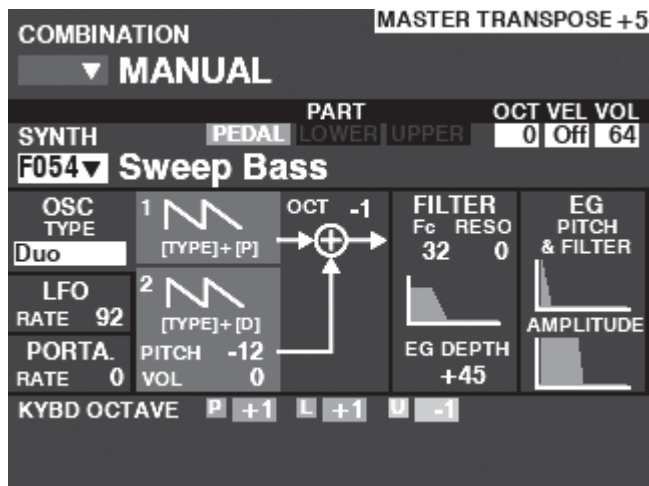 MASTER TRANSPOSE +5
COMBINATION
▼ MANUAL
PART OCT VEL VOL
SYNTH PEDAL LOWER UPPER 0 Off 64
F054▼ Sweep Bass
OSC TYPE
Duo
LFO
RATE 92
PORTA.
RATE 0
1
[TYPE]+[P]
2
[TYPE]+[D]
PITCH -12
VOL 0
OCT -1
FILTER
Fc RESO
32 0
EG DEPTH
+45
EG
PITCH
& FILTER
AMPLITUDE
KYBD OCTAVE P +1 L +1 U -1